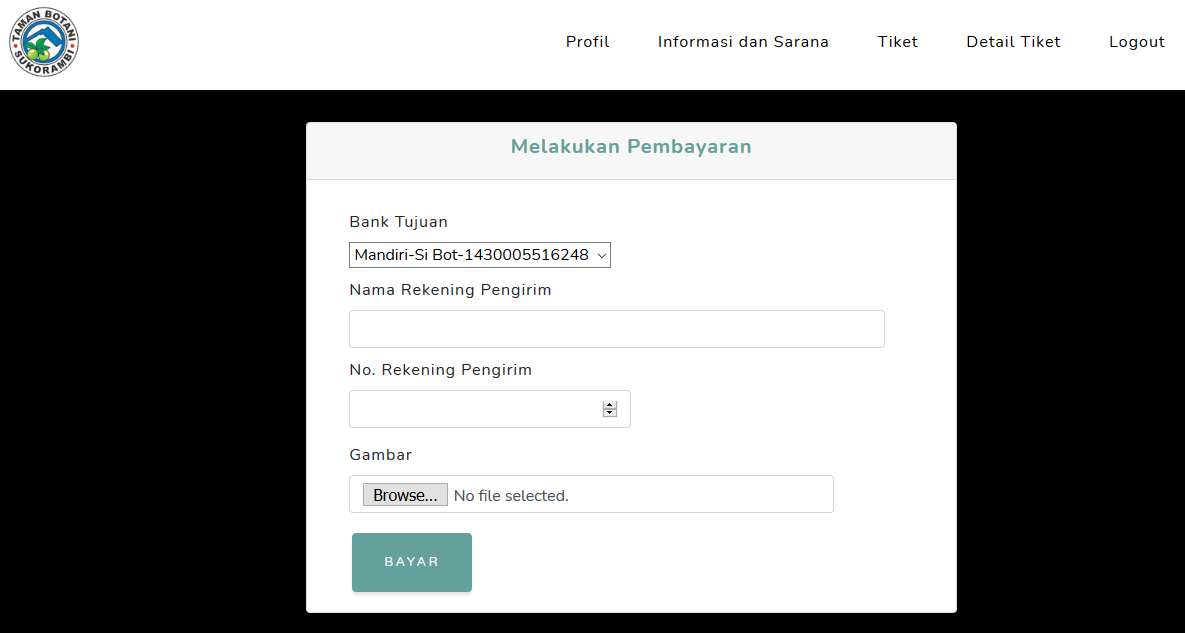 TAMAN BOTANI
SUKORAMBI
Profil
Informasi dan Sarana
Tiket
Detail Tiket
Logout
Melakukan Pembayaran
Bank Tujuan
Mandiri-Si Bot-1430005516248
Nama Rekening Pengirim
No. Rekening Pengirim
Gambar
Browse... No file selected.
BAYAR